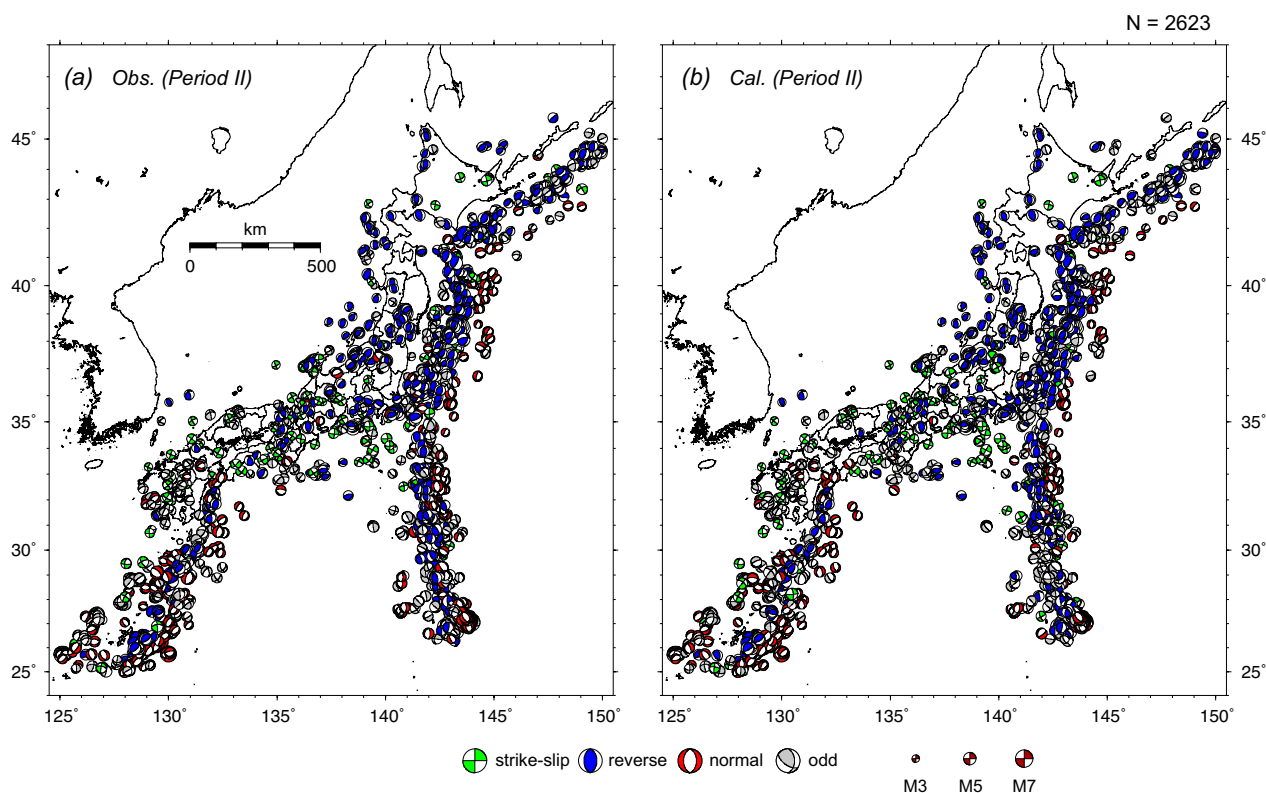 N = 2623
(a) Obs. (Period II)
(b) Cal. (Period II)
km
0 500
45˚
40˚
35˚
30˚
25˚
125˚ 130˚ 135˚ 140˚ 145˚ 150˚
45˚
40˚
35˚
30˚
25˚
125˚ 130˚ 135˚ 140˚ 145˚ 150˚
strike-slip reverse normal odd
M3 M5 M7